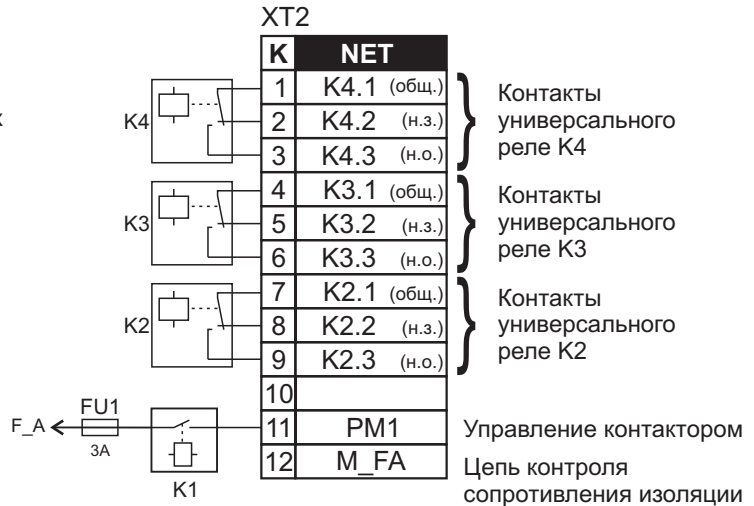 XT2
K NET
1 K4.1 (общ.)
2 K4.2 (н.з.)
3 K4.3 (н.о.)
K4
Контакты
универсального
реле K4
4 K3.1 (общ.)
5 K3.2 (н.з.)
6 K3.3 (н.о.)
K3
Контакты
универсального
реле K3
7 K2.1 (общ.)
8 K2.2 (н.з.)
9 K2.3 (н.о.)
K2
Контакты
универсального
реле K2
10
F_A FU1 3A K1
11 PM1 Управление контактором
12 M_FA Цепь контроля
сопротивления изоляции